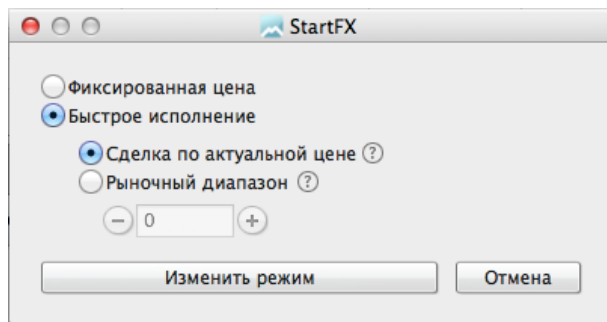 StartFX
Фиксированная цена
Быстрое исполнение
Сделка по актуальной цене ?
Рыночный диапазон ?
− 0 +
Изменить режим Отмена